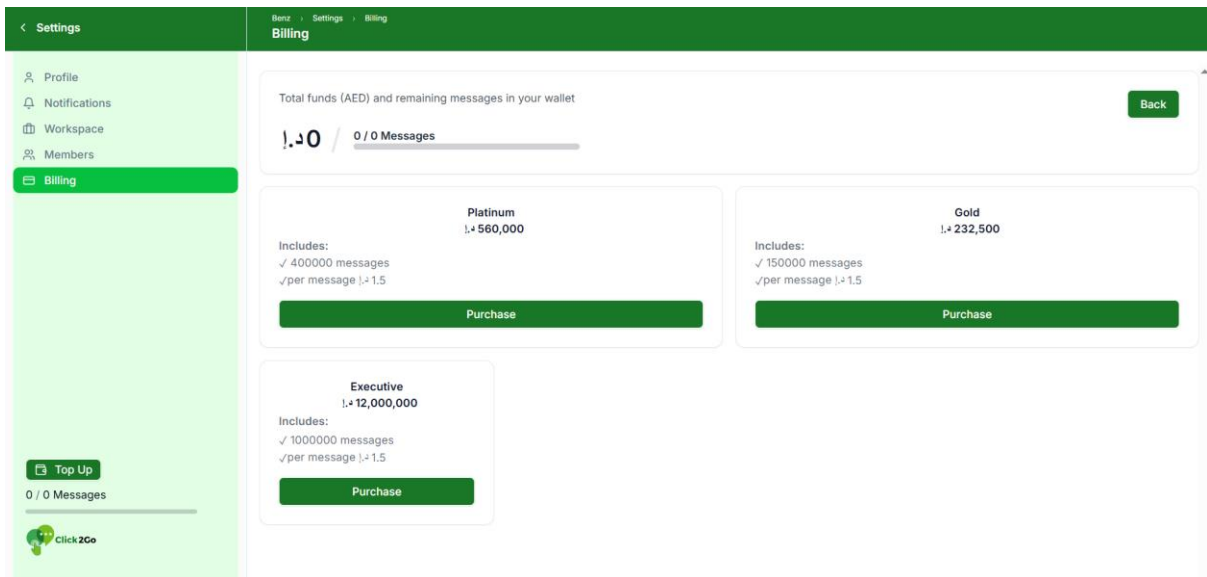 Settings
Benz › Settings › Billing
Billing
Profile
Notifications
Workspace
Members
Billing
Total funds (AED) and remaining messages in your wallet
Back
د.إ 0 / 0 / 0 Messages
Platinum
د.إ 560,000
Includes:
✓ 400000 messages
✓per message د.إ 1.5
Purchase
Gold
د.إ 232,500
Includes:
✓ 150000 messages
✓per message د.إ 1.5
Purchase
Executive
د.إ 12,000,000
Includes:
✓ 1000000 messages
✓per message د.إ 1.5
Purchase
Top Up
0 / 0 Messages
Click2Go